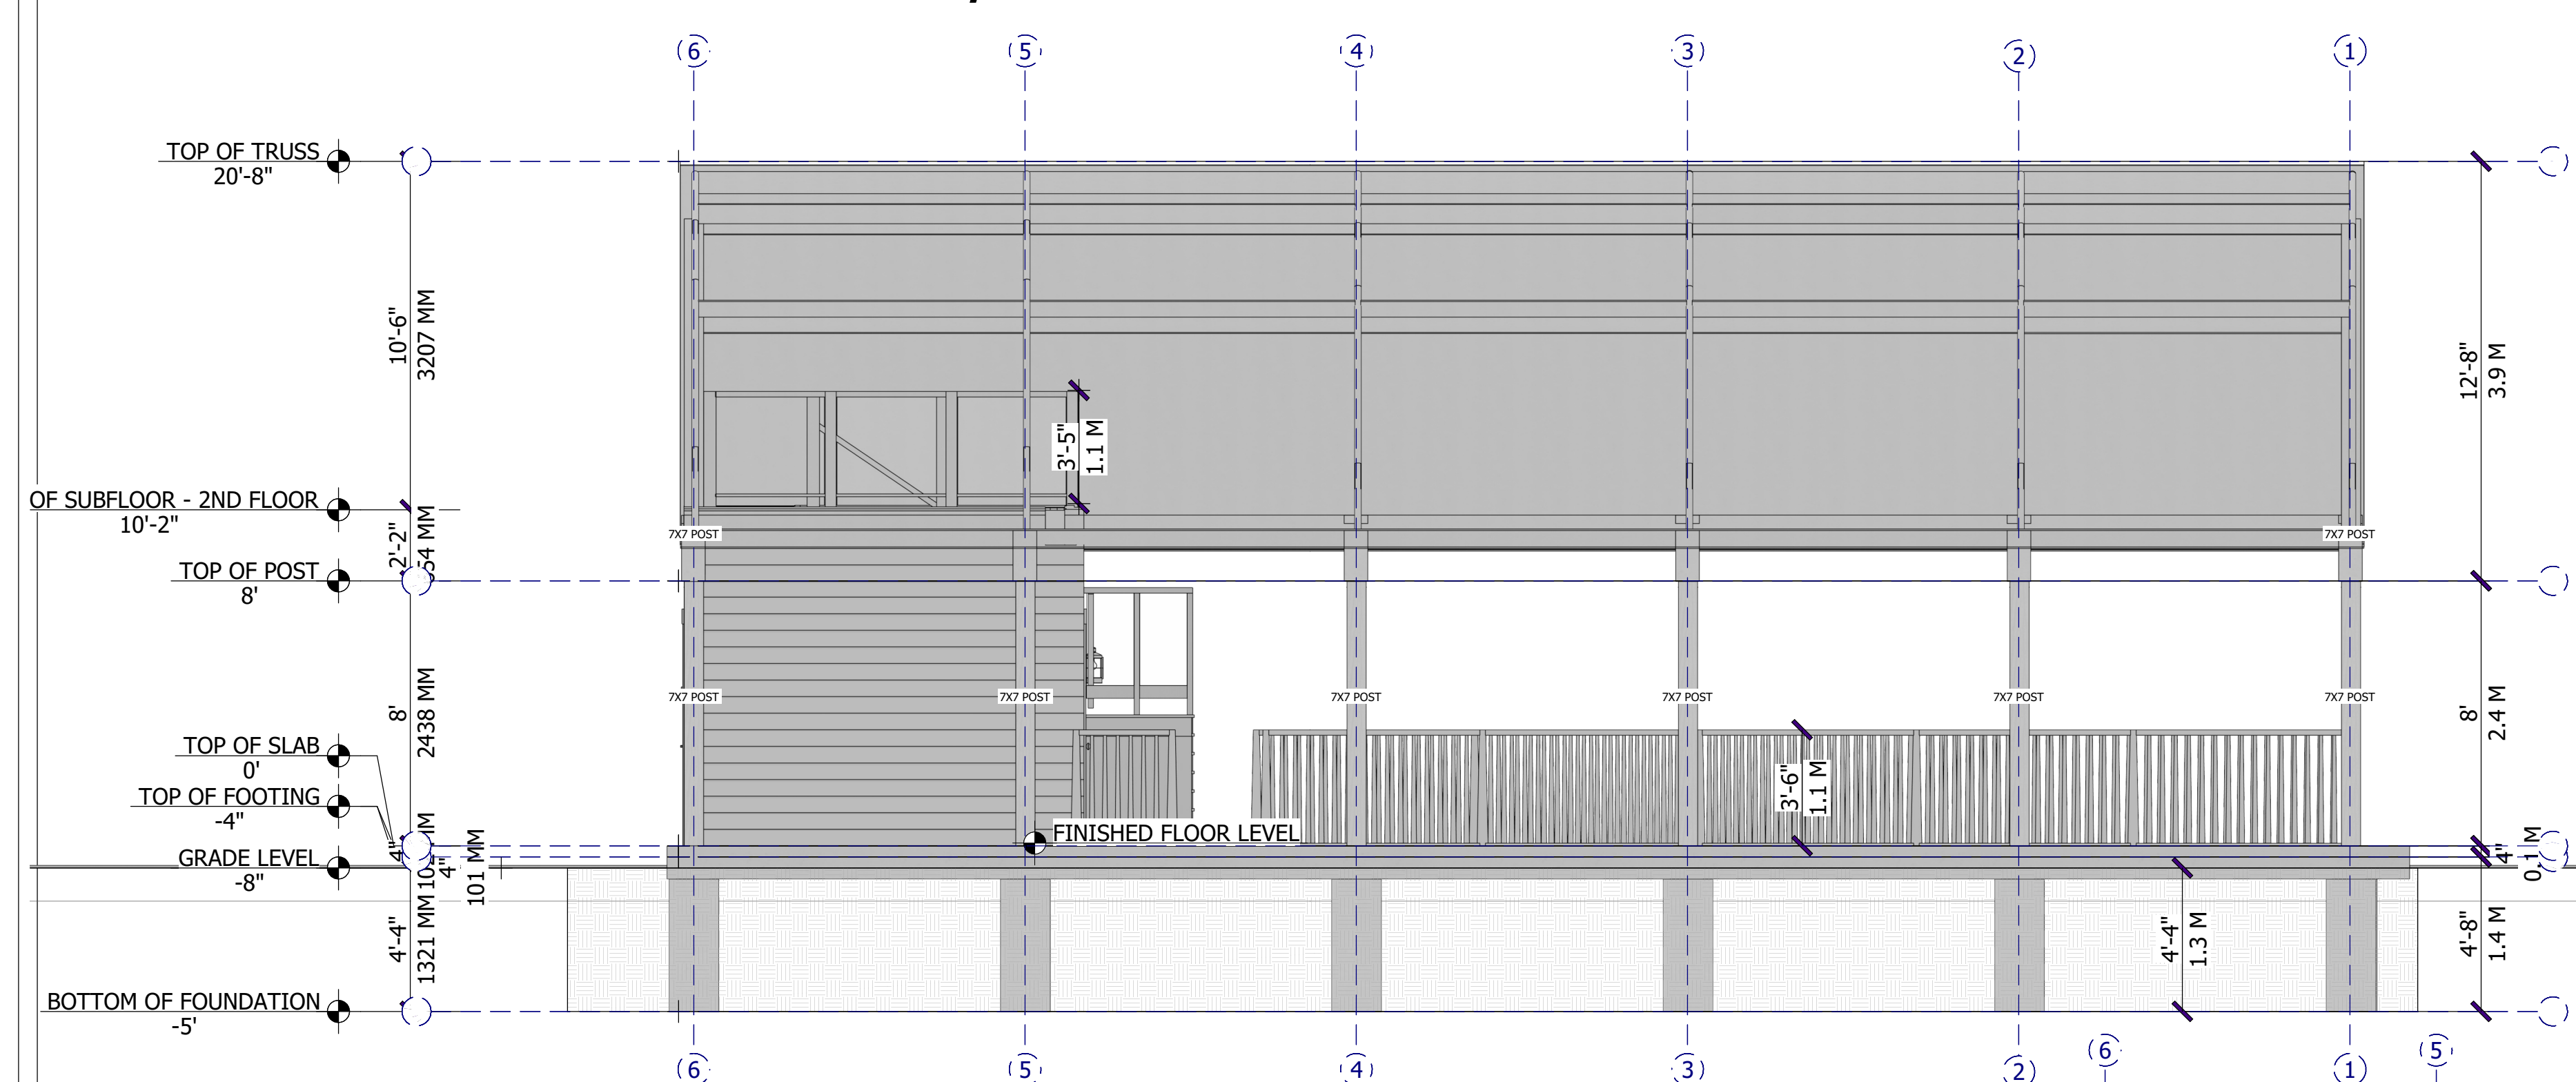 6 5 4 3 2 1
TOP OF TRUSS
20'-8"
10'-6"
3207 MM
12'-8"
3.9 M
3'-5"
1.1 M
OF SUBFLOOR - 2ND FLOOR
10'-2"
2'-2"
54 MM
7X7 POST 7X7 POST
TOP OF POST
8'
8'
2438 MM
7X7 POST 7X7 POST 7X7 POST 7X7 POST 7X7 POST 7X7 POST
8'
2.4 M
TOP OF SLAB
0'
3'-6"
1.1 M
TOP OF FOOTING
-4"
FINISHED FLOOR LEVEL
4"
4"
101 MM
4"
0.1 M
GRADE LEVEL
-8"
4'-4"
1321 MM
4'-4"
1.3 M
4'-8"
1.4 M
BOTTOM OF FOUNDATION
-5'
6 5 4 3 2 6 1 5